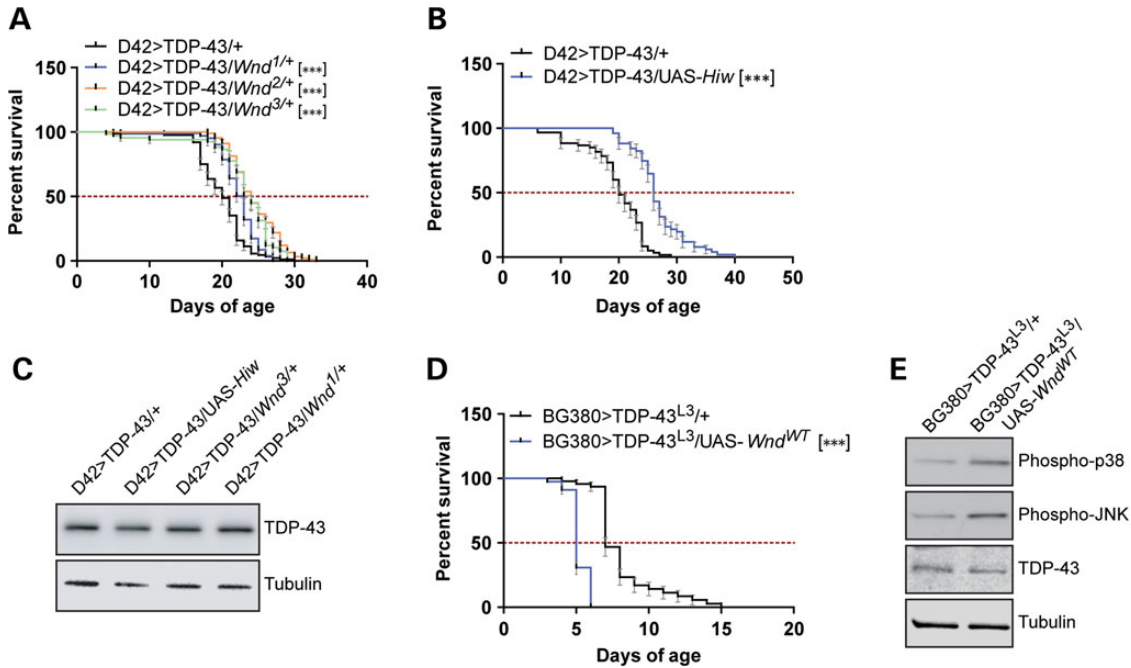 A
D42>TDP-43/+
D42>TDP-43/Wnd1/+ [***]
D42>TDP-43/Wnd2/+ [***]
D42>TDP-43/Wnd3/+ [***]
150
100
50
0
Percent survival
0 10 20 30 40
Days of age
B
D42>TDP-43/+
D42>TDP-43/UAS-Hiw [***]
150
100
50
0
Percent survival
0 10 20 30 40 50
Days of age
C
D42>TDP-43/+
D42>TDP-43/UAS-Hiw
D42>TDP-43/Wnd3/+
D42>TDP-43/Wnd1/+
TDP-43
Tubulin
D
BG380>TDP-43L3/+
BG380>TDP-43L3/UAS- WndWT [***]
150
100
50
0
Percent survival
0 5 10 15 20
Days of age
E
BG380>TDP-43L3/+
BG380>TDP-43L3/
UAS-WndWT
Phospho-p38
Phospho-JNK
TDP-43
Tubulin